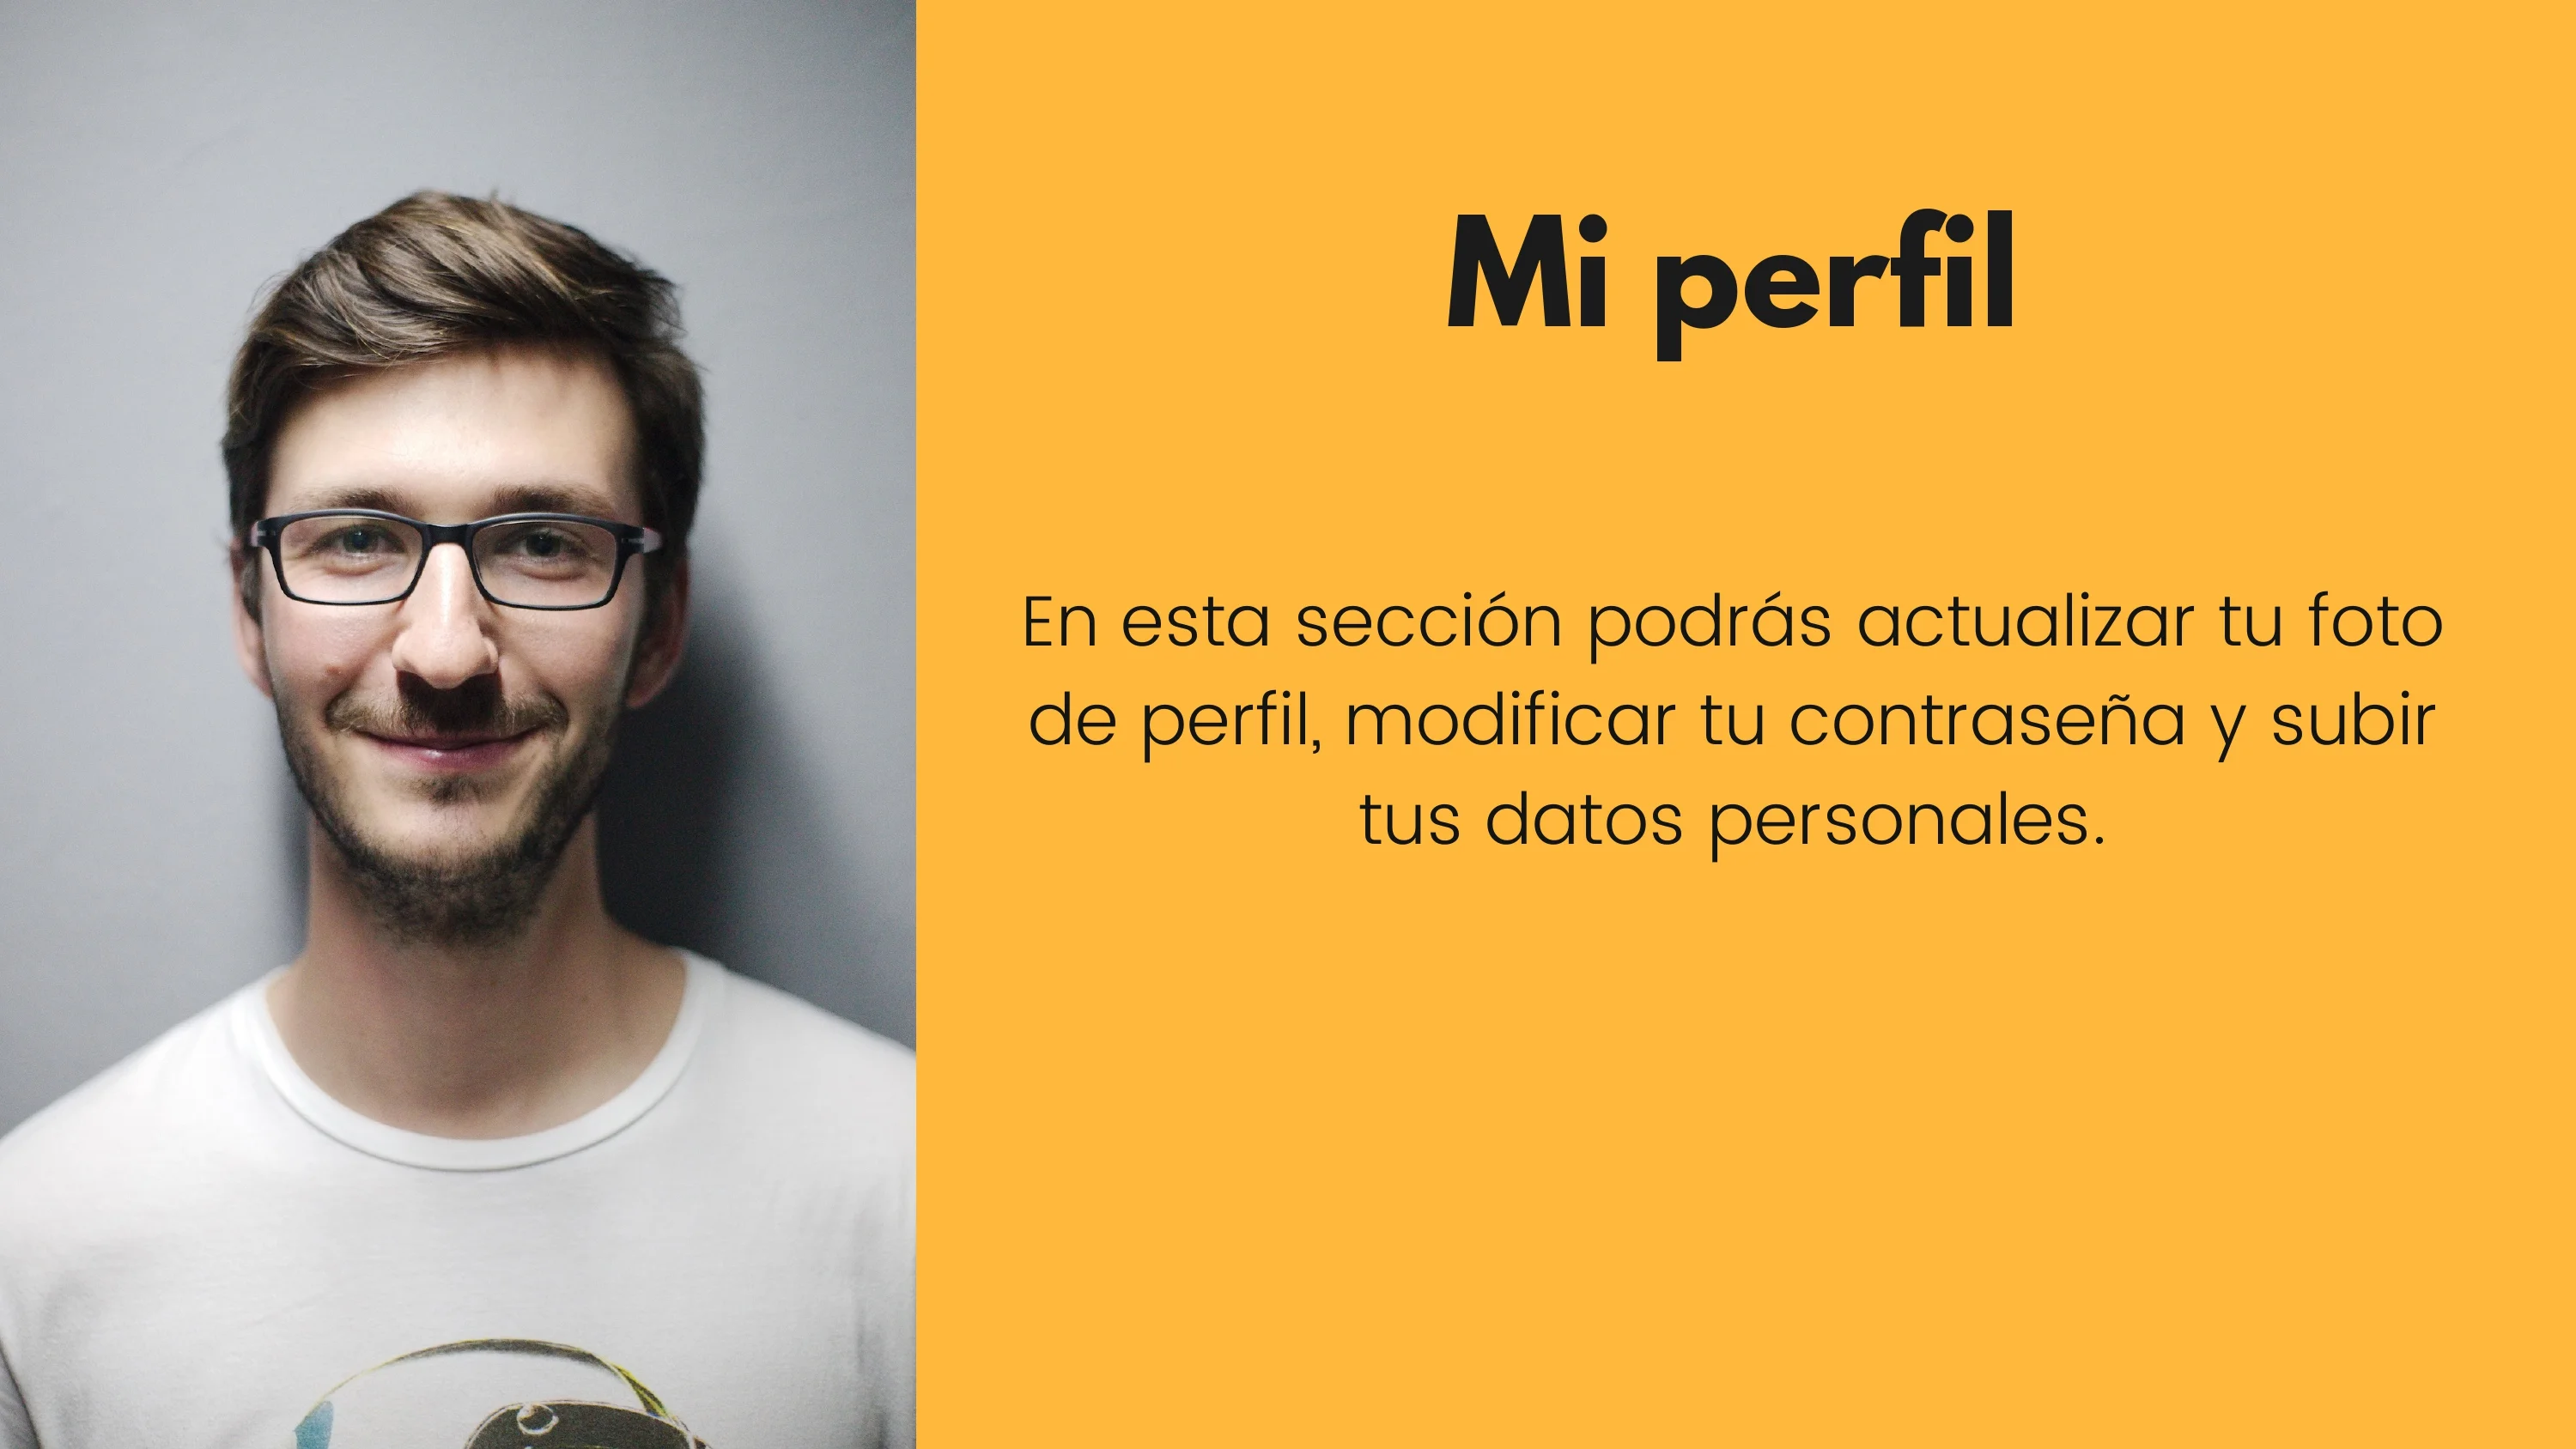 Mi perfil
En esta sección podrás actualizar tu foto
de perfil, modificar tu contraseña y subir
tus datos personales.